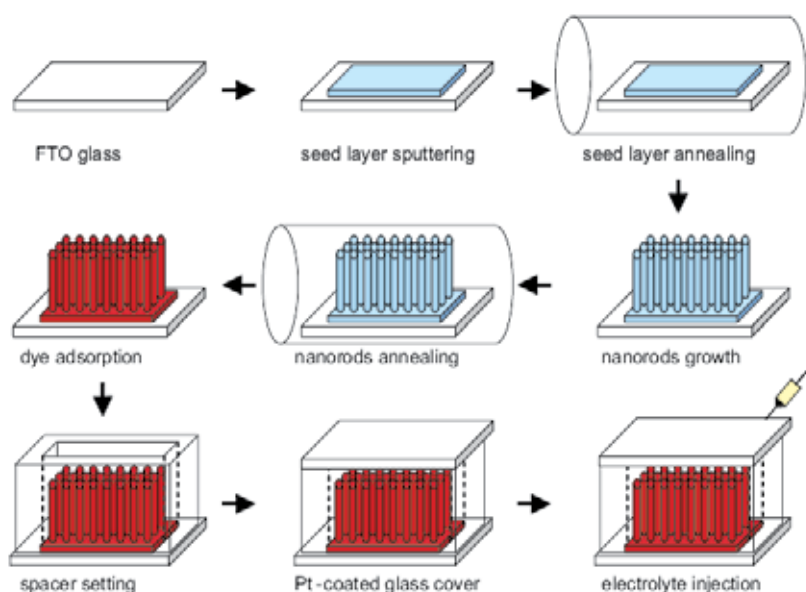 FTO glass
seed layer sputtering
seed layer annealing
dye adsorption
nanorods annealing
nanorods growth
spacer setting
Pt-coated glass cover
electrolyte injection